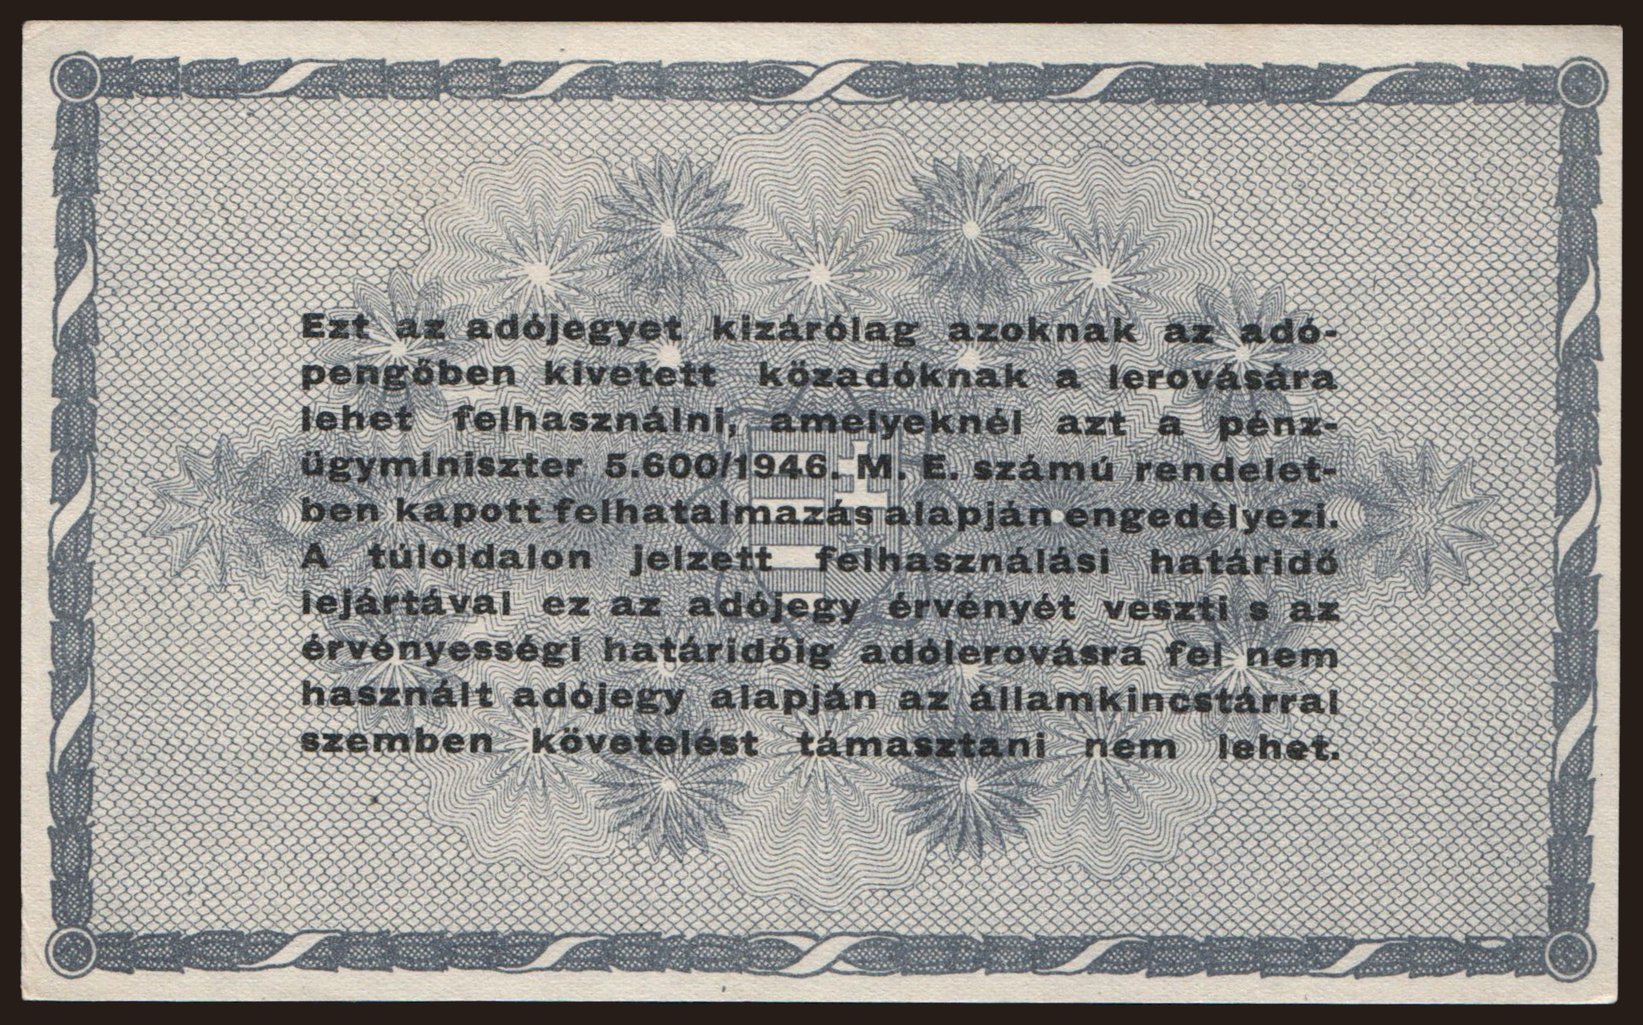 Ezt az adójegyet kizárólag azoknak az adó-
pengőben kivetett közadóknak a lerovására
lehet felhasználni, amelyeknél azt a pénz-
ügyminiszter 5.600/1946. M. E. számú rendelet-
ben kapott felhatalmazás alapján engedélyezi.
A túloldalon jelzett felhasználási határidő
lejártával ez az adójegy érvényét veszti s az
érvényességi határidőig adólerovásra fel nem
használt adójegy alapján az államkincstárral
szemben követelést támasztani nem lehet.